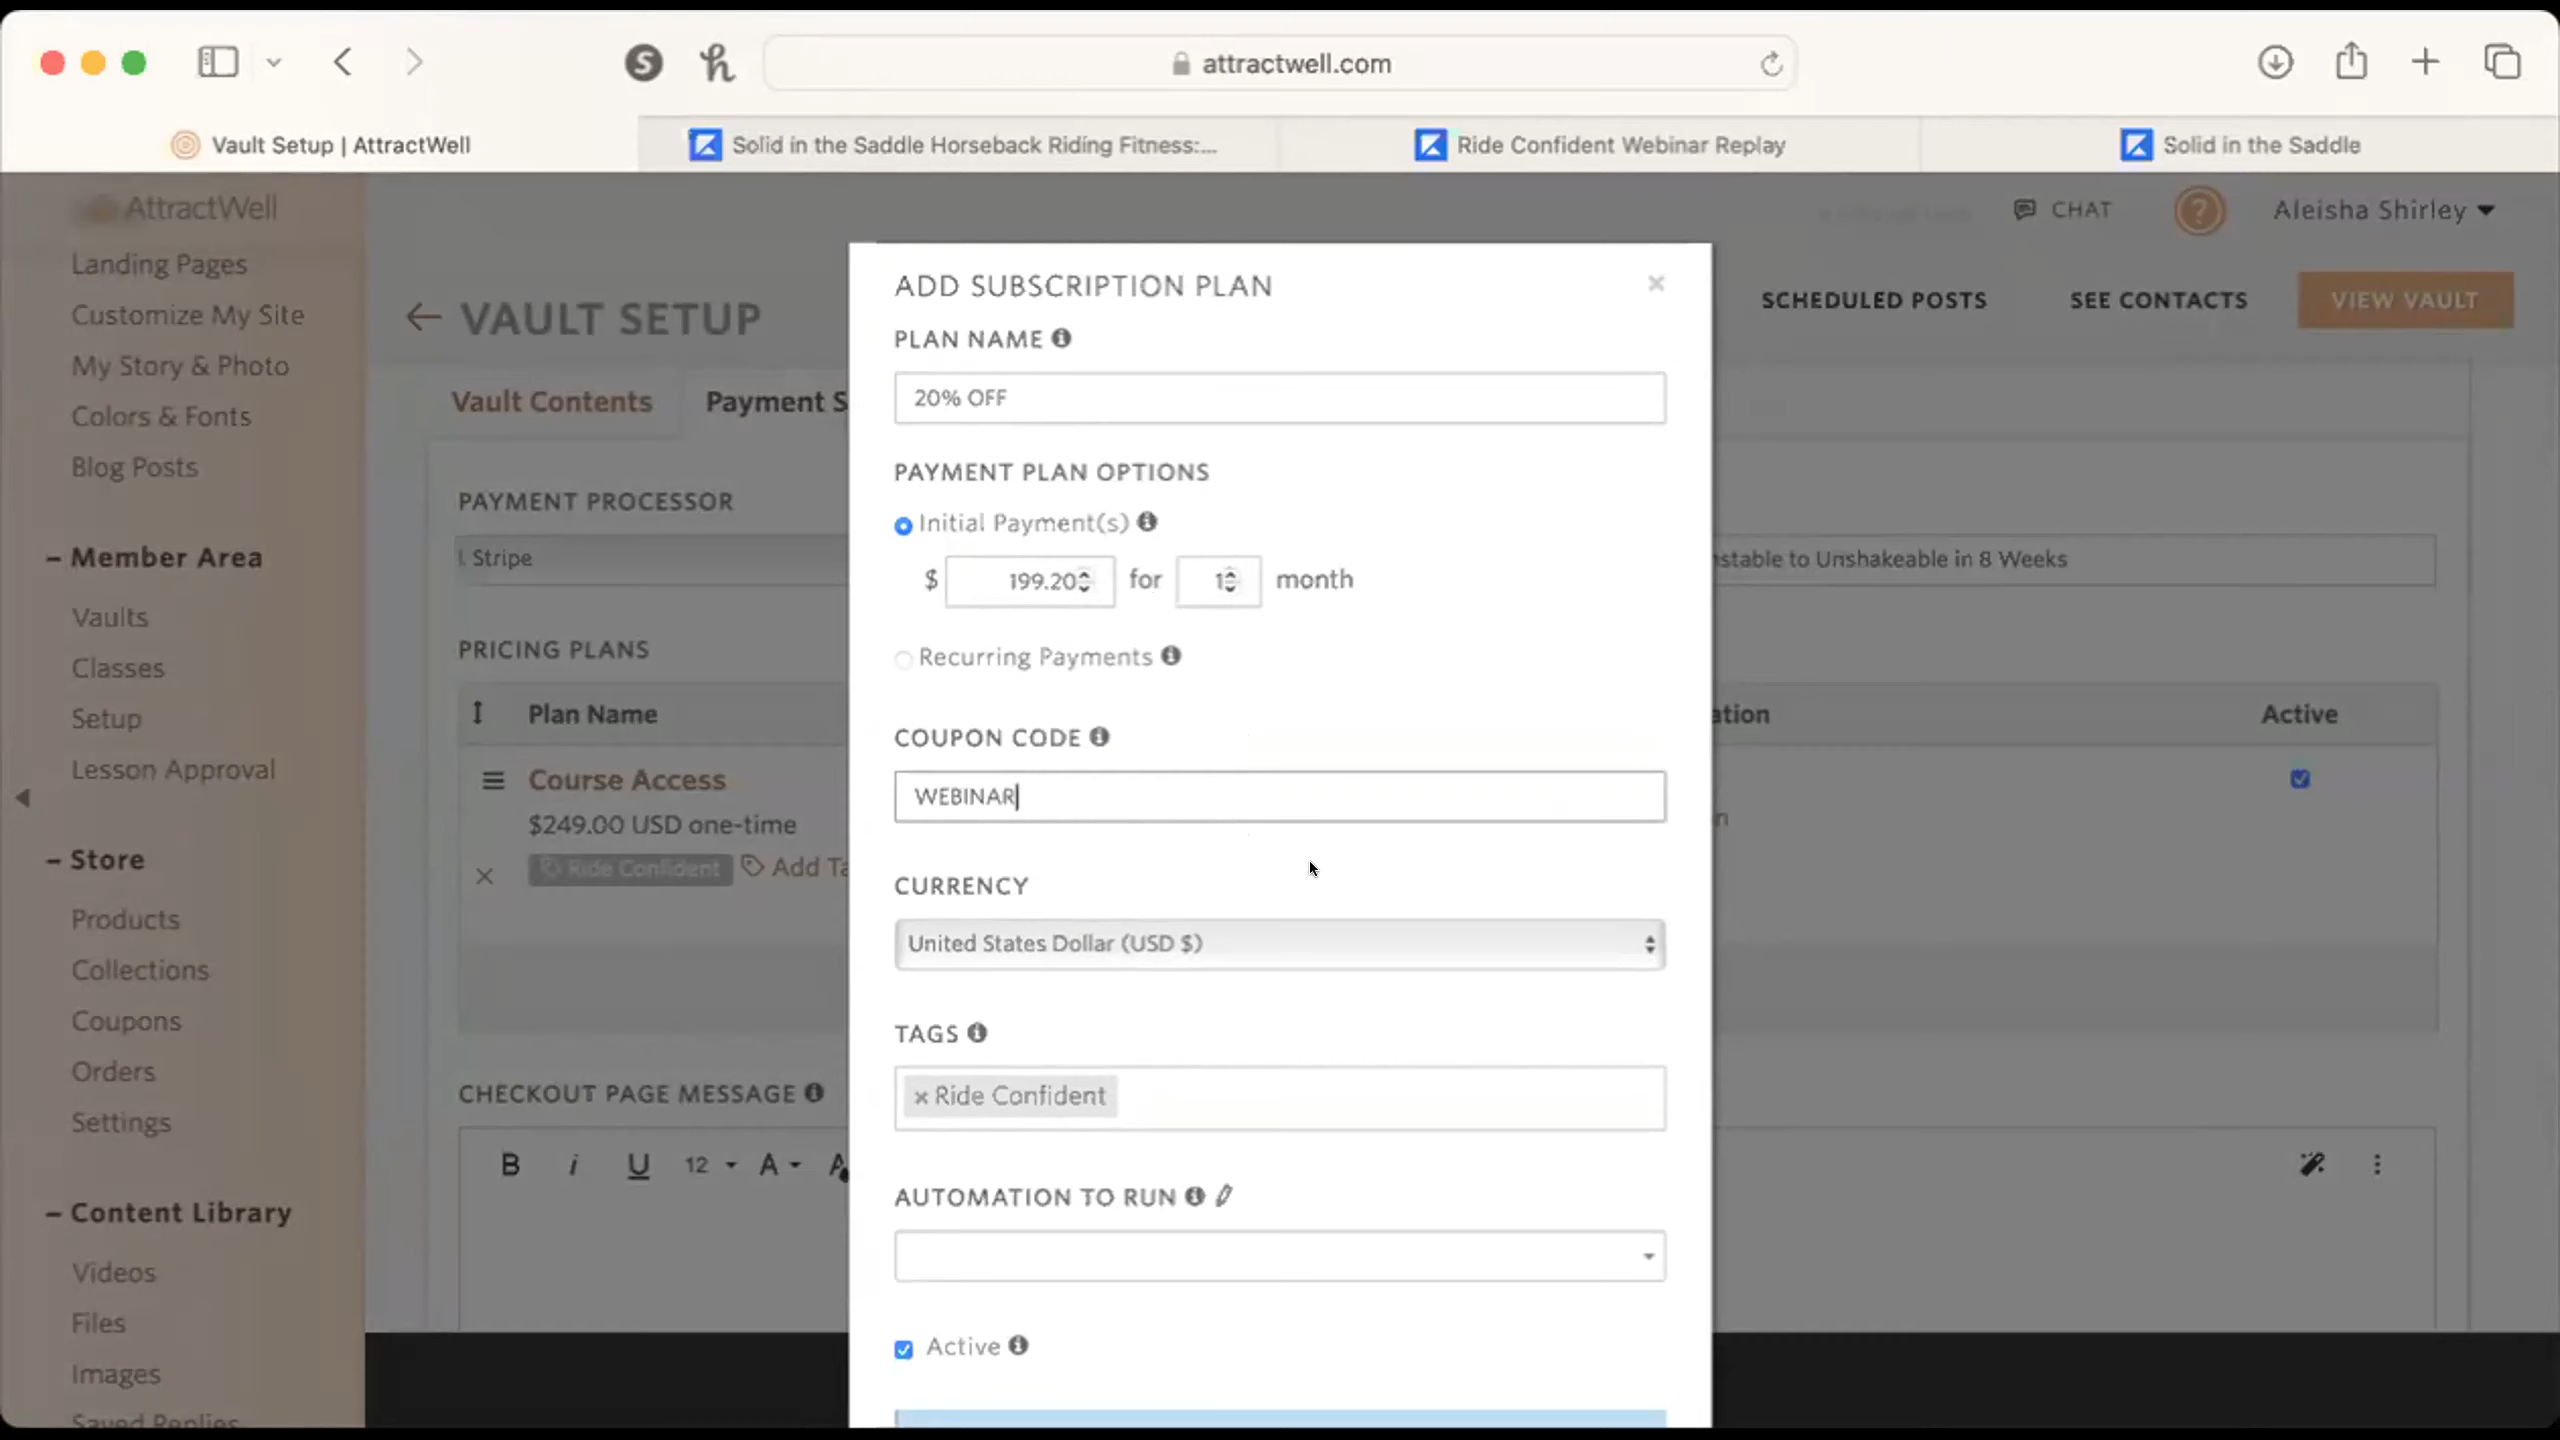 attractwell.com
Vault Setup | AttractWell
Solid in the Saddle Horseback Riding Fitness:...
Ride Confident Webinar Replay
Solid in the Saddle
AttractWell
CHAT
Aleisha Shirley
Landing Pages
Customize My Site
My Story & Photo
Colors & Fonts
Blog Posts
– Member Area
Vaults
Classes
Setup
Lesson Approval
– Store
Products
Collections
Coupons
Orders
Settings
– Content Library
Videos
Files
Images
Saved Replies
VAULT SETUP
SCHEDULED POSTS
SEE CONTACTS
VIEW VAULT
Vault Contents
Payment S
PAYMENT PROCESSOR
l. Stripe
nstable to Unshakeable in 8 Weeks
PRICING PLANS
Plan Name
ation
Active
Course Access
$249.00 USD one-time
n
Ride Confident
Add Ta
CHECKOUT PAGE MESSAGE
B i U 12 A A
ADD SUBSCRIPTION PLAN
PLAN NAME
20% OFF
PAYMENT PLAN OPTIONS
Initial Payment(s)
$ 199.20 for 1 month
Recurring Payments
COUPON CODE
WEBINAR
CURRENCY
United States Dollar (USD $)
TAGS
× Ride Confident
AUTOMATION TO RUN
Active